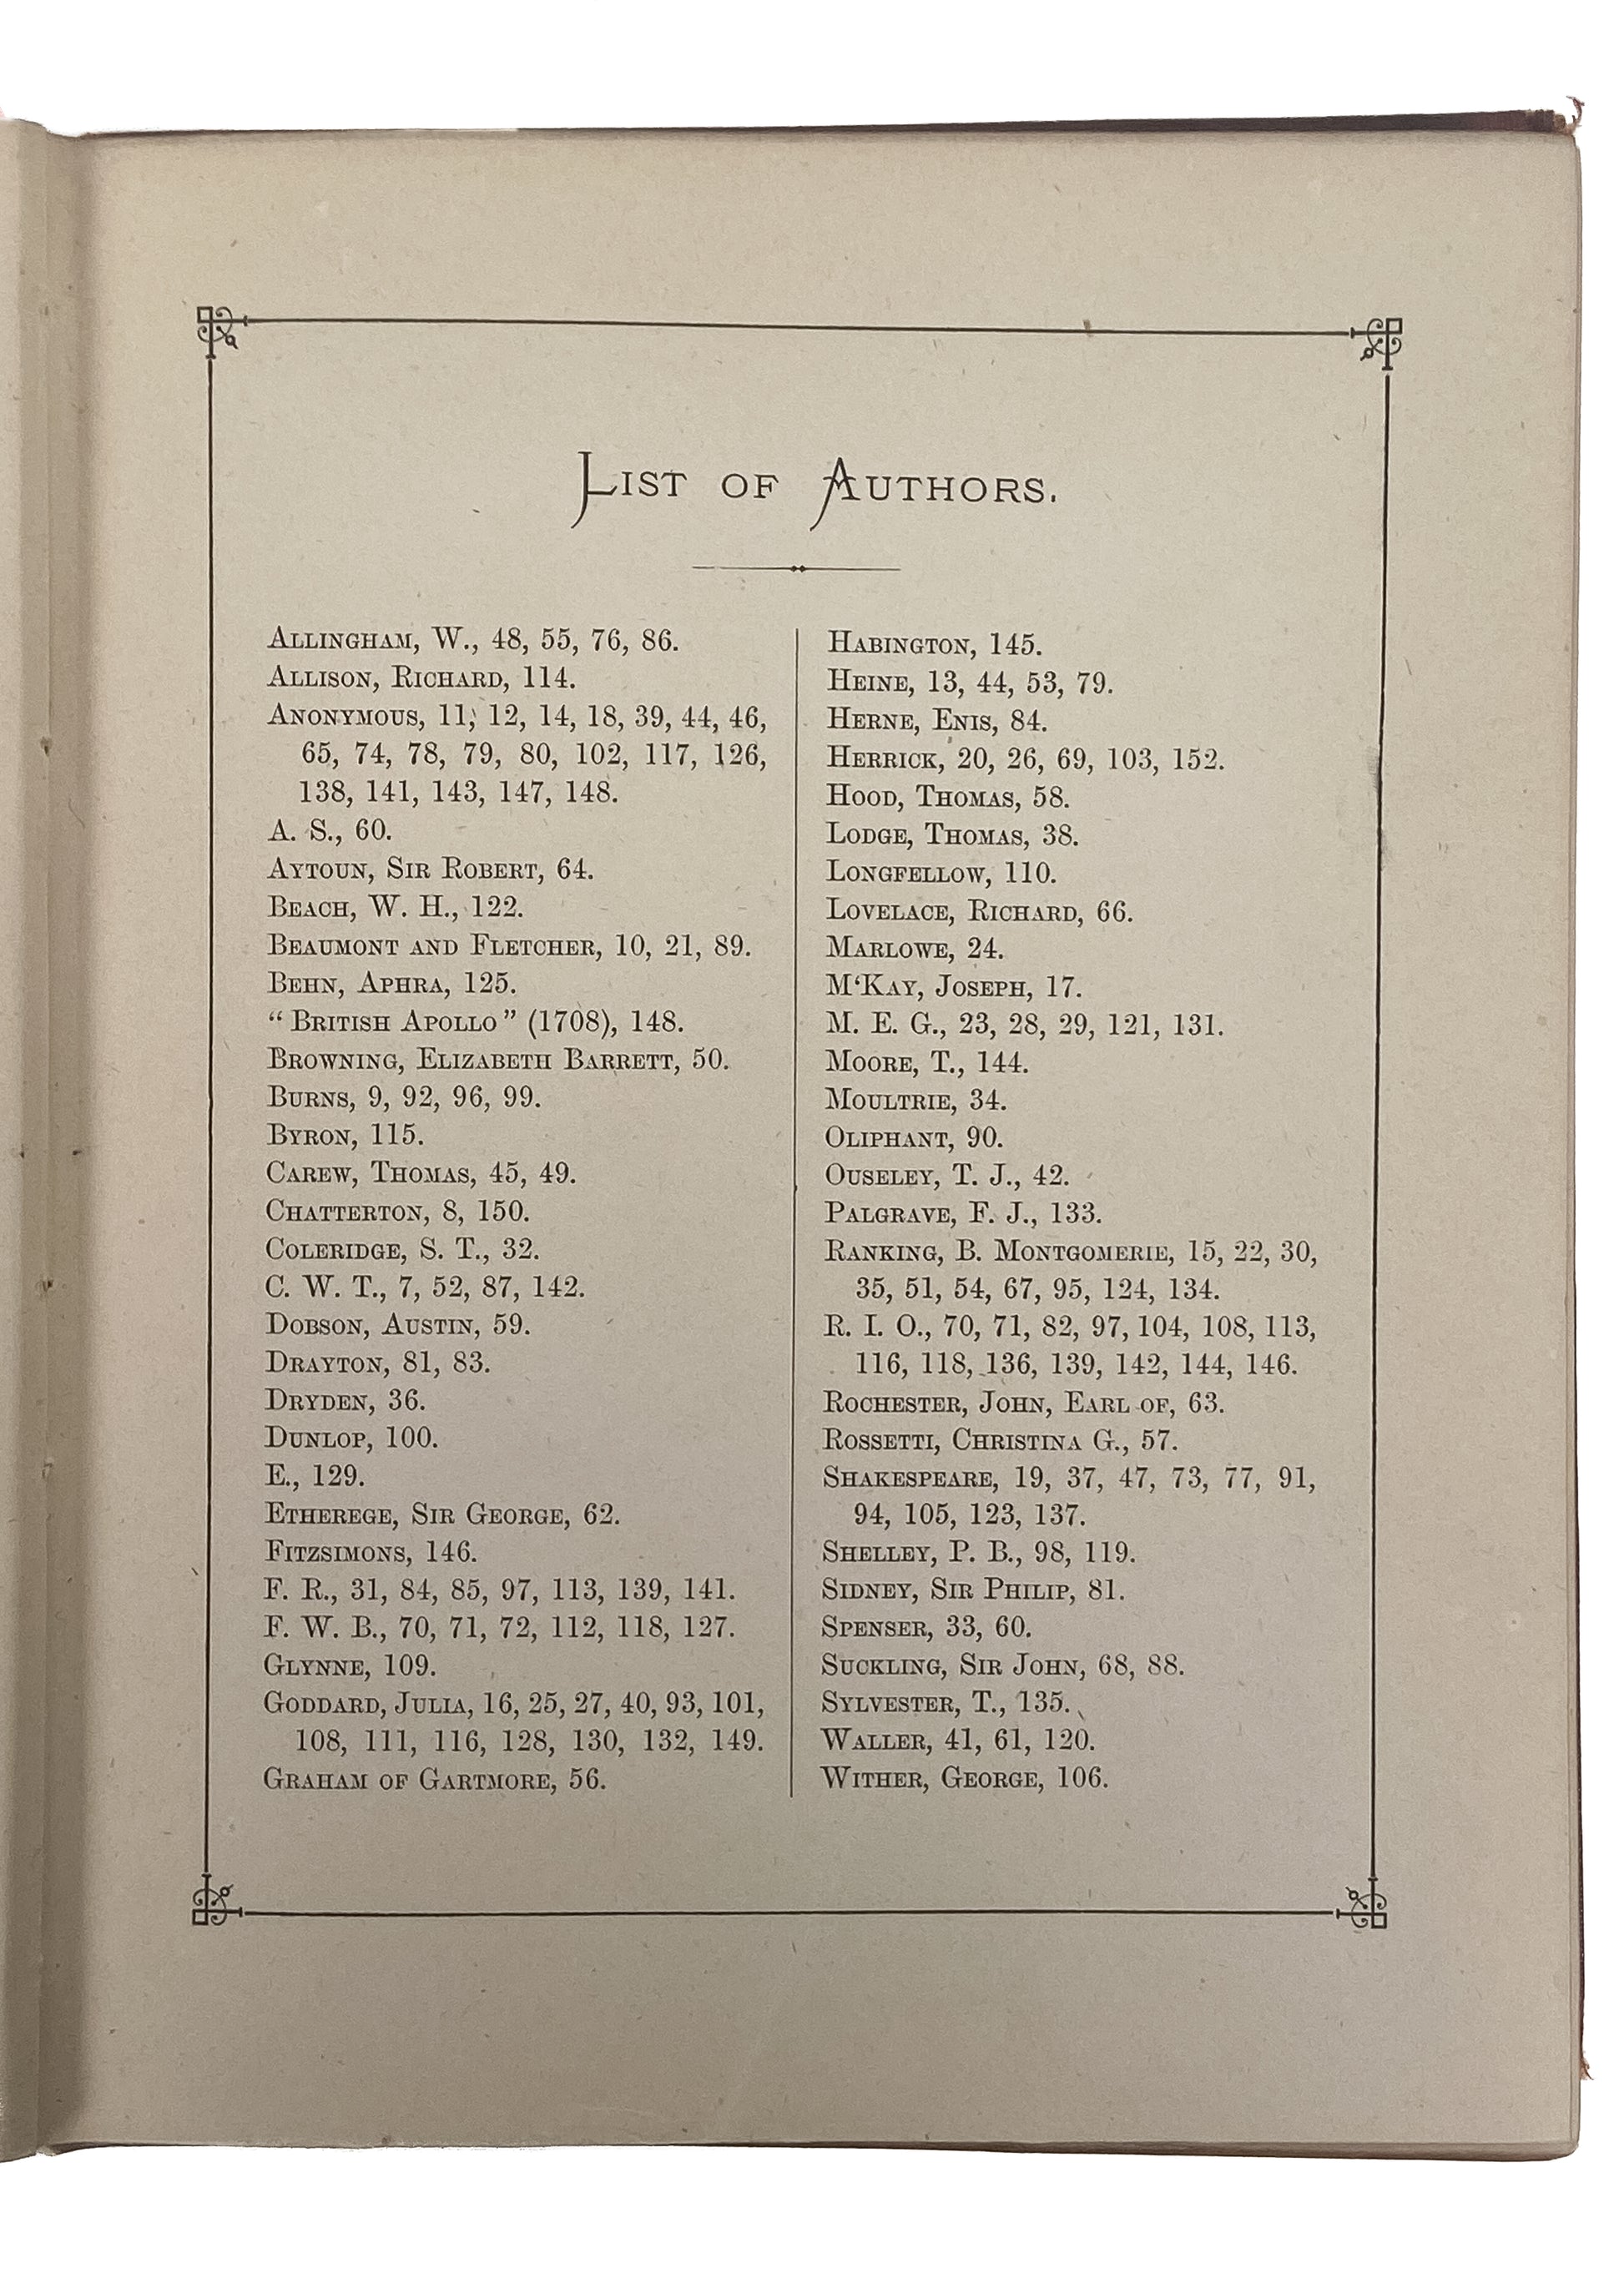 List of Authors.
Allingham, W., 48, 55, 76, 86.
Allison, Richard, 114.
Anonymous, 11, 12, 14, 18, 39, 44, 46,
65, 74, 78, 79, 80, 102, 117, 126,
138, 141, 143, 147, 148.
A. S., 60.
Aytoun, Sir Robert, 64.
Beach, W. H., 122.
Beaumont and Fletcher, 10, 21, 89.
Behn, Aphra, 125.
“British Apollo” (1708), 148.
Browning, Elizabeth Barrett, 50.
Burns, 9, 92, 96, 99.
Byron, 115.
Carew, Thomas, 45, 49.
Chatterton, 8, 150.
Coleridge, S. T., 32.
C. W. T., 7, 52, 87, 142.
Dobson, Austin, 59.
Drayton, 81, 83.
Dryden, 36.
Dunlop, 100.
E., 129.
Etherege, Sir George, 62.
Fitzsimons, 146.
F. R., 31, 84, 85, 97, 113, 139, 141.
F. W. B., 70, 71, 72, 112, 118, 127.
Glynne, 109.
Goddard, Julia, 16, 25, 27, 40, 93, 101,
108, 111, 116, 128, 130, 132, 149.
Graham of Gartmore, 56.
Habington, 145.
Heine, 13, 44, 53, 79.
Herne, Enis, 84.
Herrick, 20, 26, 69, 103, 152.
Hood, Thomas, 58.
Lodge, Thomas, 38.
Longfellow, 110.
Lovelace, Richard, 66.
Marlowe, 24.
M‘Kay, Joseph, 17.
M. E. G., 23, 28, 29, 121, 131.
Moore, T., 144.
Moultrie, 34.
Oliphant, 90.
Ouseley, T. J., 42.
Palgrave, F. J., 133.
Ranking, B. Montgomerie, 15, 22, 30,
35, 51, 54, 67, 95, 124, 134.
R. I. O., 70, 71, 82, 97, 104, 108, 113,
116, 118, 136, 139, 142, 144, 146.
Rochester, John, Earl of, 63.
Rossetti, Christina G., 57.
Shakespeare, 19, 37, 47, 73, 77, 91,
94, 105, 123, 137.
Shelley, P. B., 98, 119.
Sidney, Sir Philip, 81.
Spenser, 33, 60.
Suckling, Sir John, 68, 88.
Sylvester, T., 135.
Waller, 41, 61, 120.
Wither, George, 106.